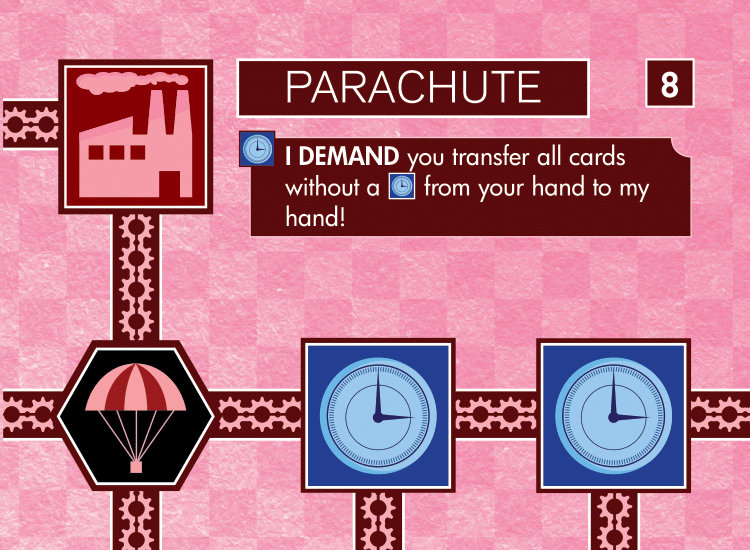 PARACHUTE
8
I DEMAND you transfer all cards
without a from your hand to my
hand!